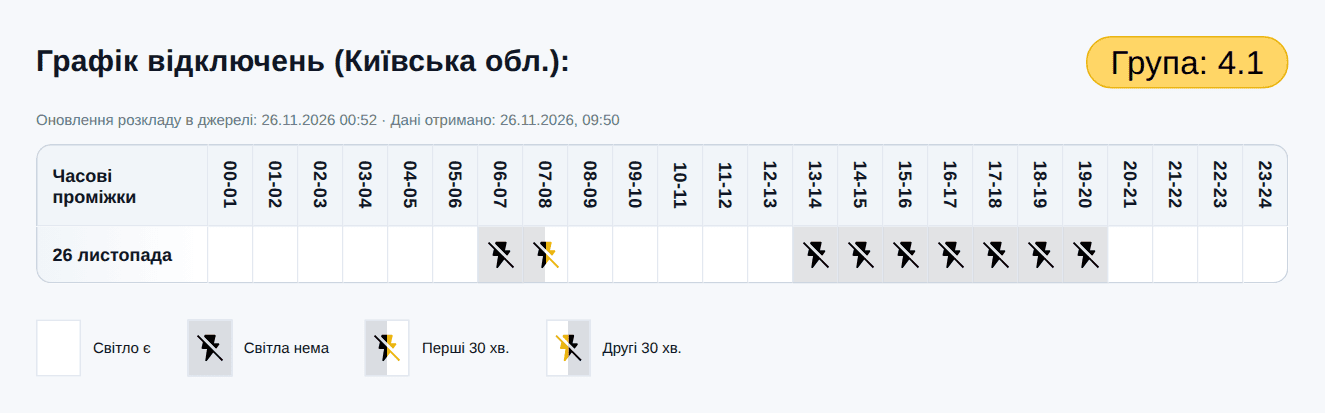 Графік відключень (Київська обл.):
Група: 4.1
Оновлення розкладу в джерелі: 26.11.2026 00:52 · Дані отримано: 26.11.2026, 09:50
Часові
проміжки
00-01
01-02
02-03
03-04
04-05
05-06
06-07
07-08
08-09
09-10
10-11
11-12
12-13
13-14
14-15
15-16
16-17
17-18
18-19
19-20
20-21
21-22
22-23
23-24
26 листопада
Світло є
Світла нема
Перші 30 хв.
Другі 30 хв.